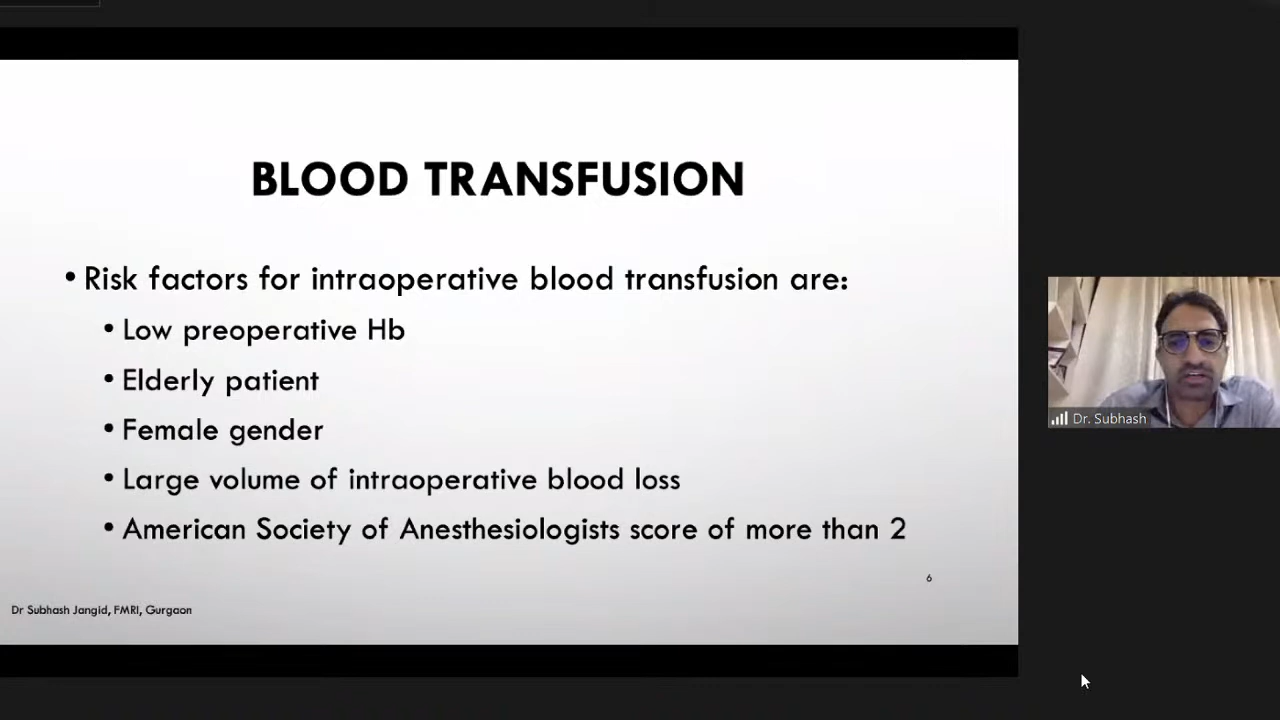 BLOOD TRANSFUSION
• Risk factors for intraoperative blood transfusion are:
• Low preoperative Hb
• Elderly patient
• Female gender
• Large volume of intraoperative blood loss
• American Society of Anesthesiologists score of more than 2
6
Dr Subhash Jangid, FMRI, Gurgaon
Dr. Subhash